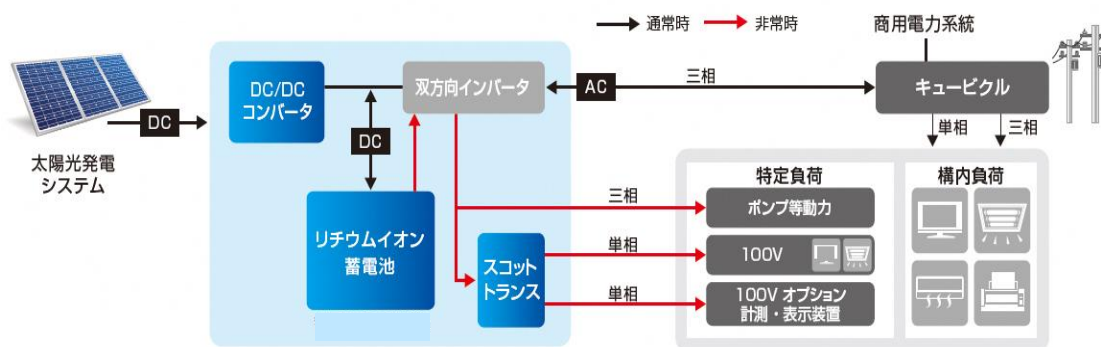 通常時
非常時
商用電力系統
DC/DC
コンバータ
双方向インバータ
AC
三相
キュービクル
DC
DC
単相
三相
太陽光発電
システム
特定負荷
構内負荷
三相
ポンプ等動力
リチウムイオン
蓄電池
スコット
トランス
単相
100V
単相
100V オプション
計測・表示装置